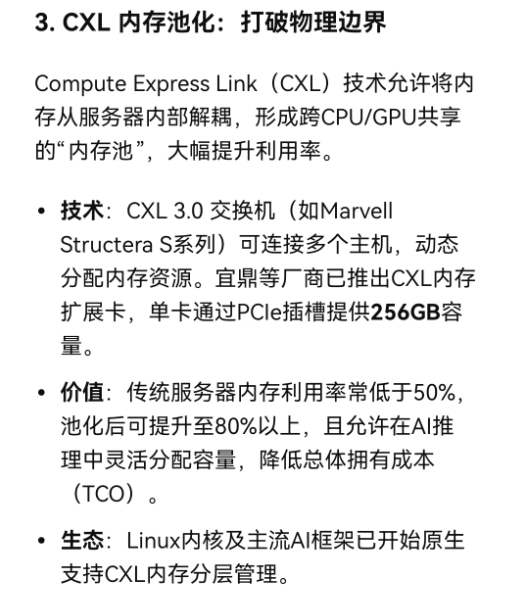 3. CXL 内存池化：打破物理边界
Compute Express Link（CXL）技术允许将内
存从服务器内部解耦，形成跨CPU/GPU共享
的“内存池”，大幅提升利用率。
• 技术：CXL 3.0 交换机（如Marvell
Structera S系列）可连接多个主机，动态
分配内存资源。宜鼎等厂商已推出CXL内存
扩展卡，单卡通过PCIe插槽提供256GB容
量。
• 价值：传统服务器内存利用率常低于50%，
池化后可提升至80%以上，且允许在AI推
理中灵活分配容量，降低总体拥有成本
（TCO）。
• 生态：Linux内核及主流AI框架已开始原生
支持CXL内存分层管理。